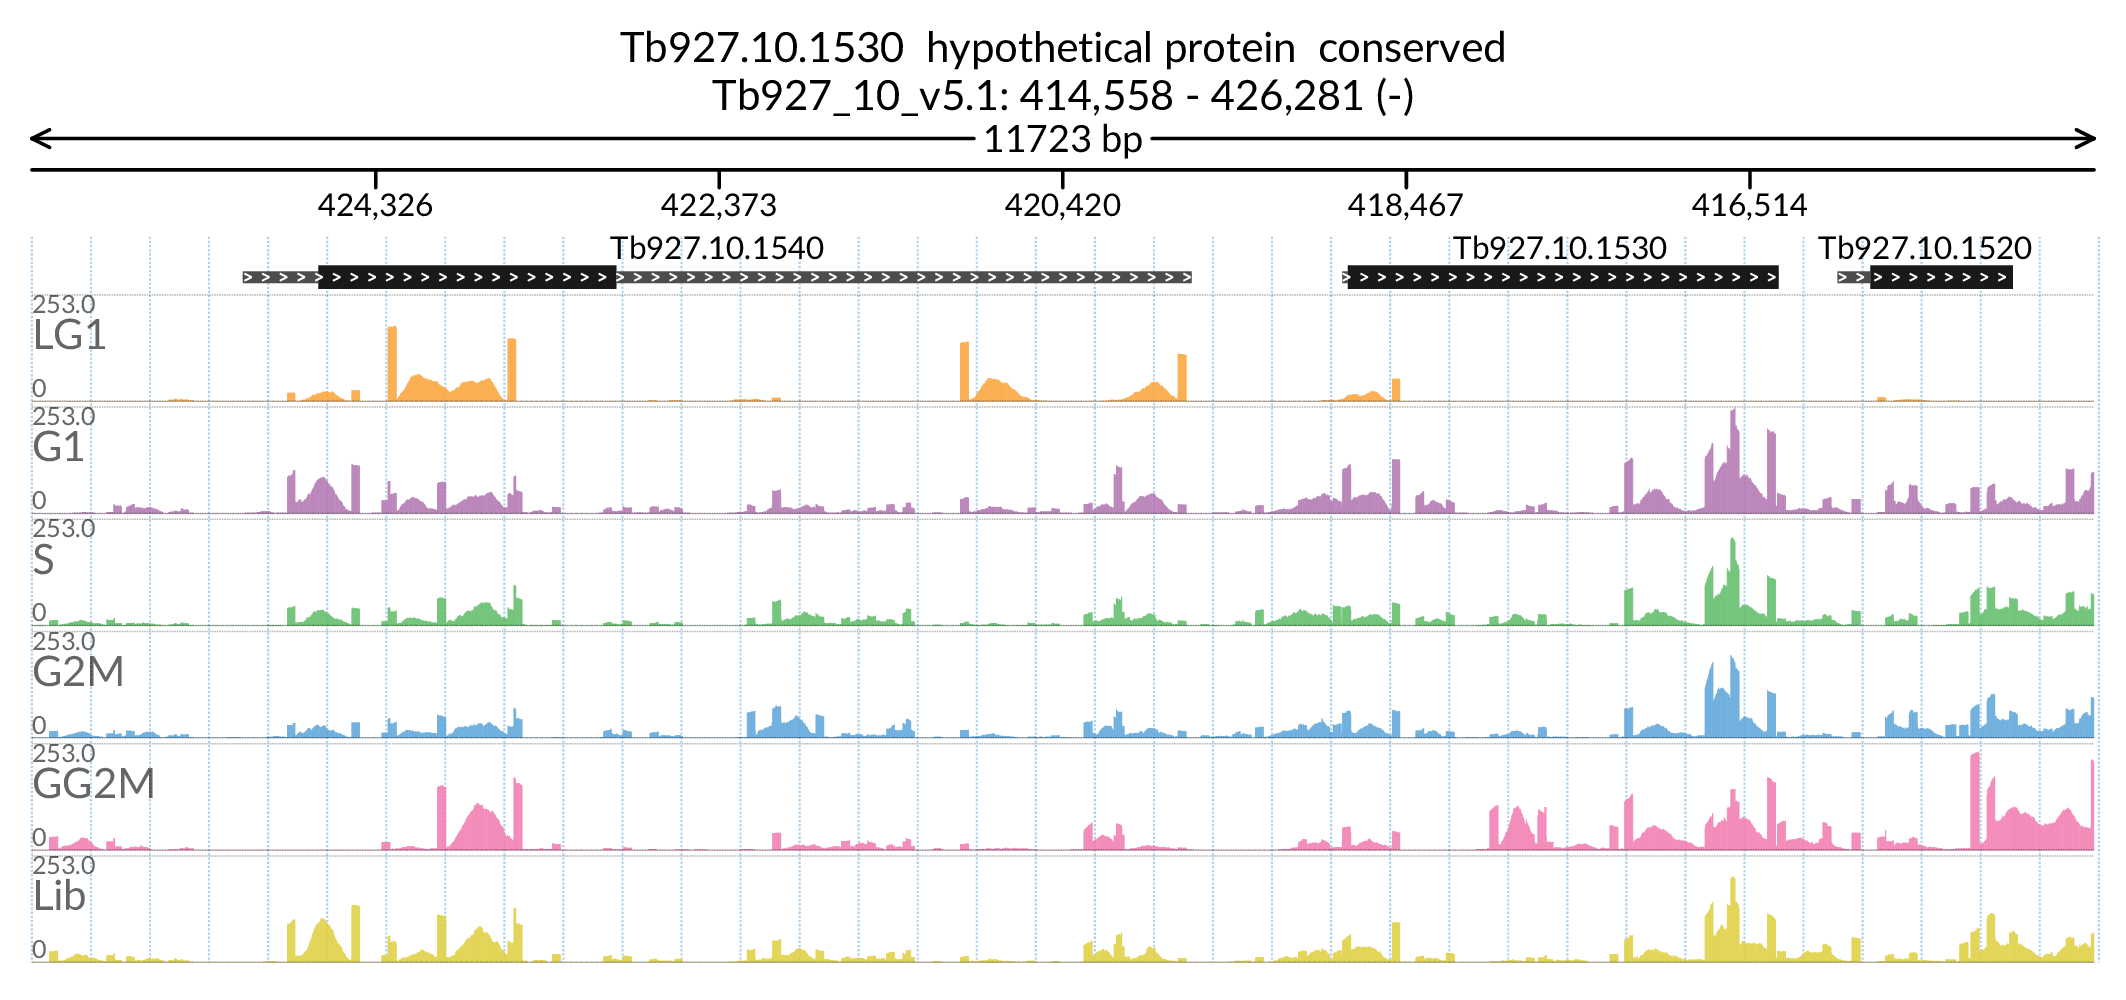 Tb927.10.1530 hypothetical protein conserved
Tb927_10_v5.1: 414,558 - 426,281 (-)
11723 bp
424,326 422,373 420,420 418,467 416,514
Tb927.10.1540 Tb927.10.1530 Tb927.10.1520
253.0
LG1
0
253.0
G1
0
253.0
S
0
253.0
G2M
0
253.0
GG2M
0
253.0
Lib
0